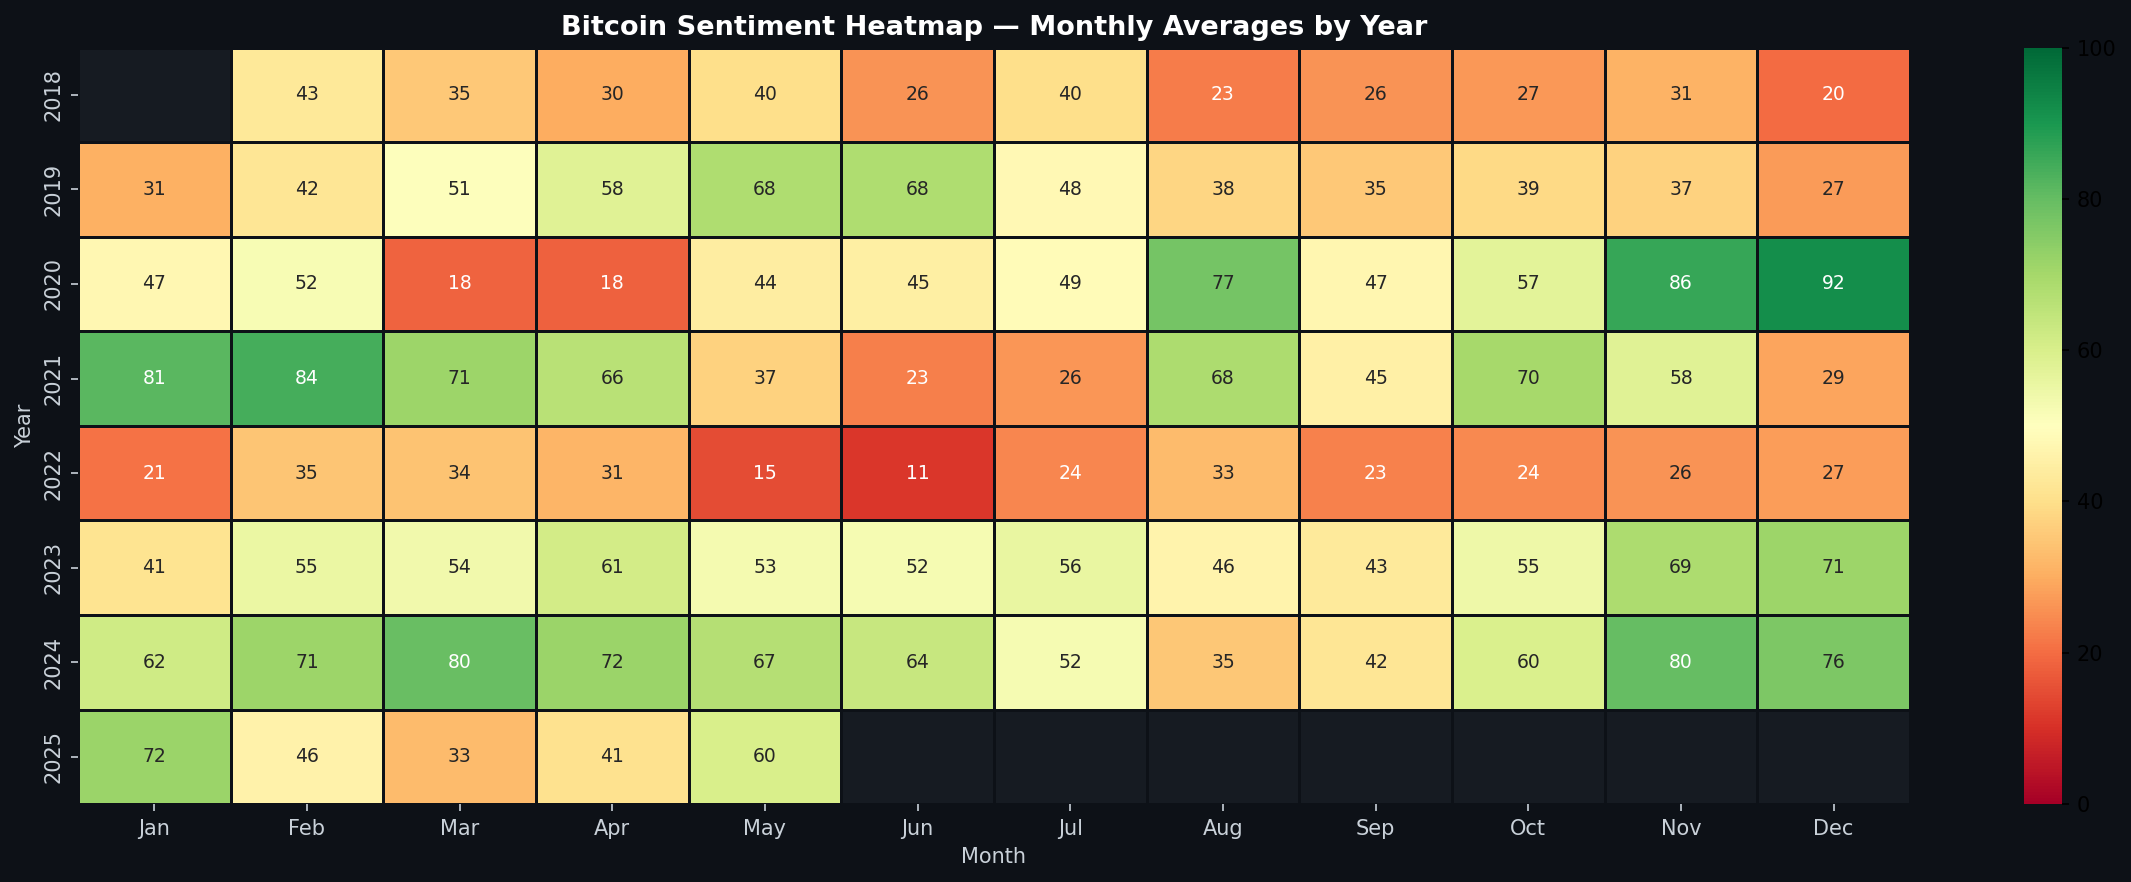 Bitcoin Sentiment Heatmap — Monthly Averages by Year
2018 43 35 30 40 26 40 23 26 27 31 20
2019 31 42 51 58 68 68 48 38 35 39 37 27
2020 47 52 18 18 44 45 49 77 47 57 86 92
2021 81 84 71 66 37 23 26 68 45 70 58 29
2022 21 35 34 31 15 11 24 33 23 24 26 27
2023 41 55 54 61 53 52 56 46 43 55 69 71
2024 62 71 80 72 67 64 52 35 42 60 80 76
2025 72 46 33 41 60
Year
Jan Feb Mar Apr May Jun Jul Aug Sep Oct Nov Dec
Month
100
80
60
40
20
0